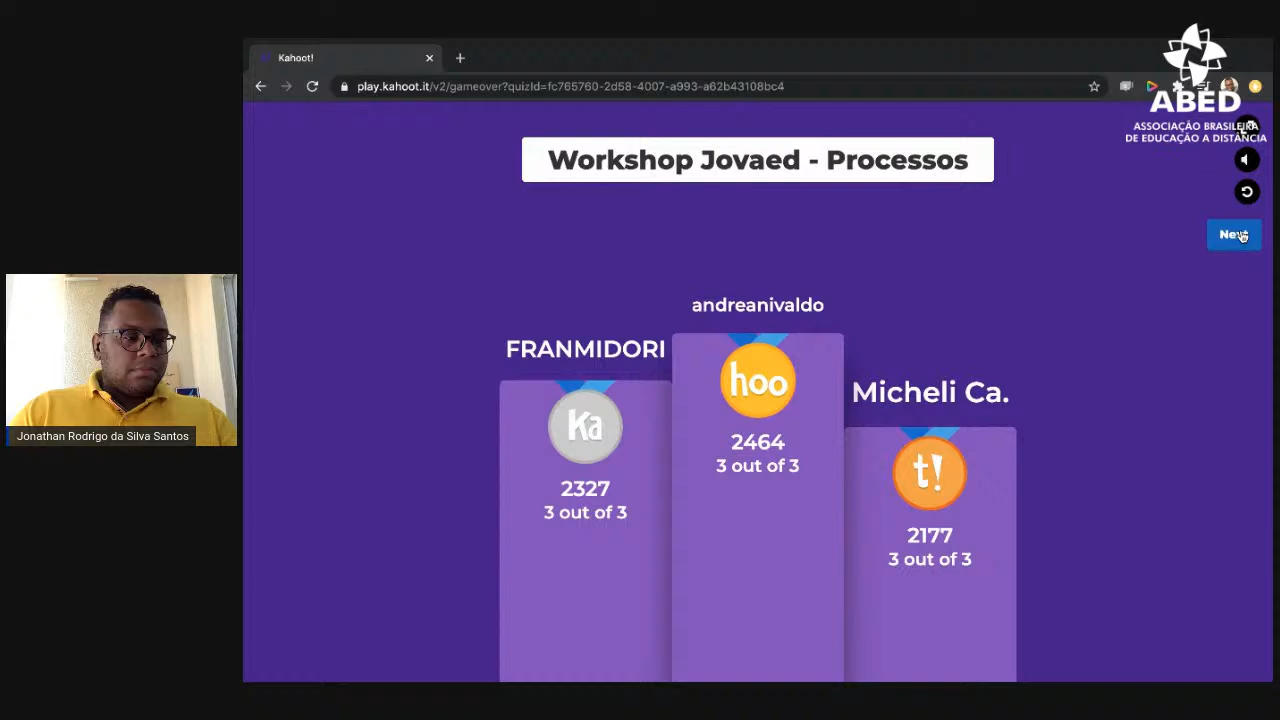 Kahoot!
play.kahoot.it/v2/gameover?quizId=fc765760-2d58-4007-a993-a62b43108bc4
ABED
ASSOCIAÇÃO BRASILEIRA
DE EDUCAÇÃO A DISTÂNCIA
Workshop Jovaed - Processos
andreanivaldo
FRANMIDORI
Micheli Ca.
hoo
2464
3 out of 3
Ka
2327
3 out of 3
t!
2177
3 out of 3
Jonathan Rodrigo da Silva Santos